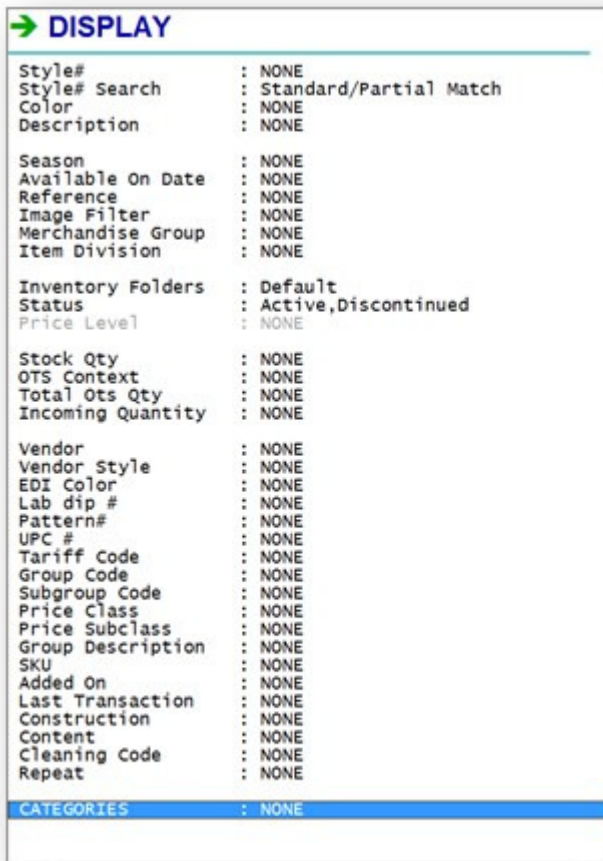 DISPLAY
Style# : NONE
Style# Search : Standard/Partial Match
Color : NONE
Description : NONE
Season : NONE
Available On Date : NONE
Reference : NONE
Image Filter : NONE
Merchandise Group : NONE
Item Division : NONE
Inventory Folders : Default
Status : Active,Discontinued
Price Level : NONE
Stock Qty : NONE
OTS Context : NONE
Total Ots Qty : NONE
Incoming Quantity : NONE
Vendor : NONE
Vendor Style : NONE
EDI Color : NONE
Lab dip # : NONE
Pattern# : NONE
UPC # : NONE
Tariff Code : NONE
Group Code : NONE
Subgroup Code : NONE
Price Class : NONE
Price Subclass : NONE
Group Description : NONE
SKU : NONE
Added On : NONE
Last Transaction : NONE
Construction : NONE
Content : NONE
Cleaning Code : NONE
Repeat : NONE
CATEGORIES : NONE